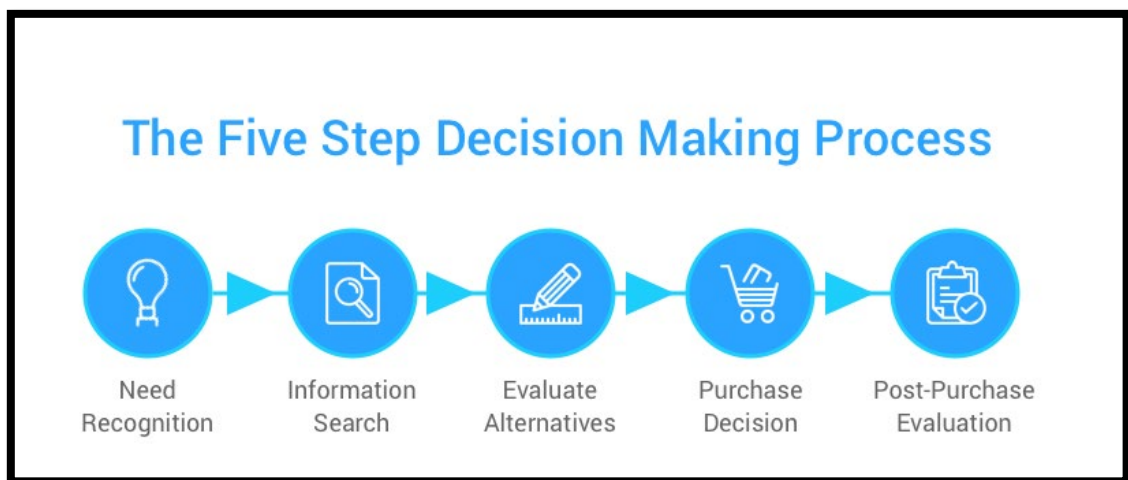 The Five Step Decision Making Process
Need
Recognition
Information
Search
Evaluate
Alternatives
Purchase
Decision
Post-Purchase
Evaluation